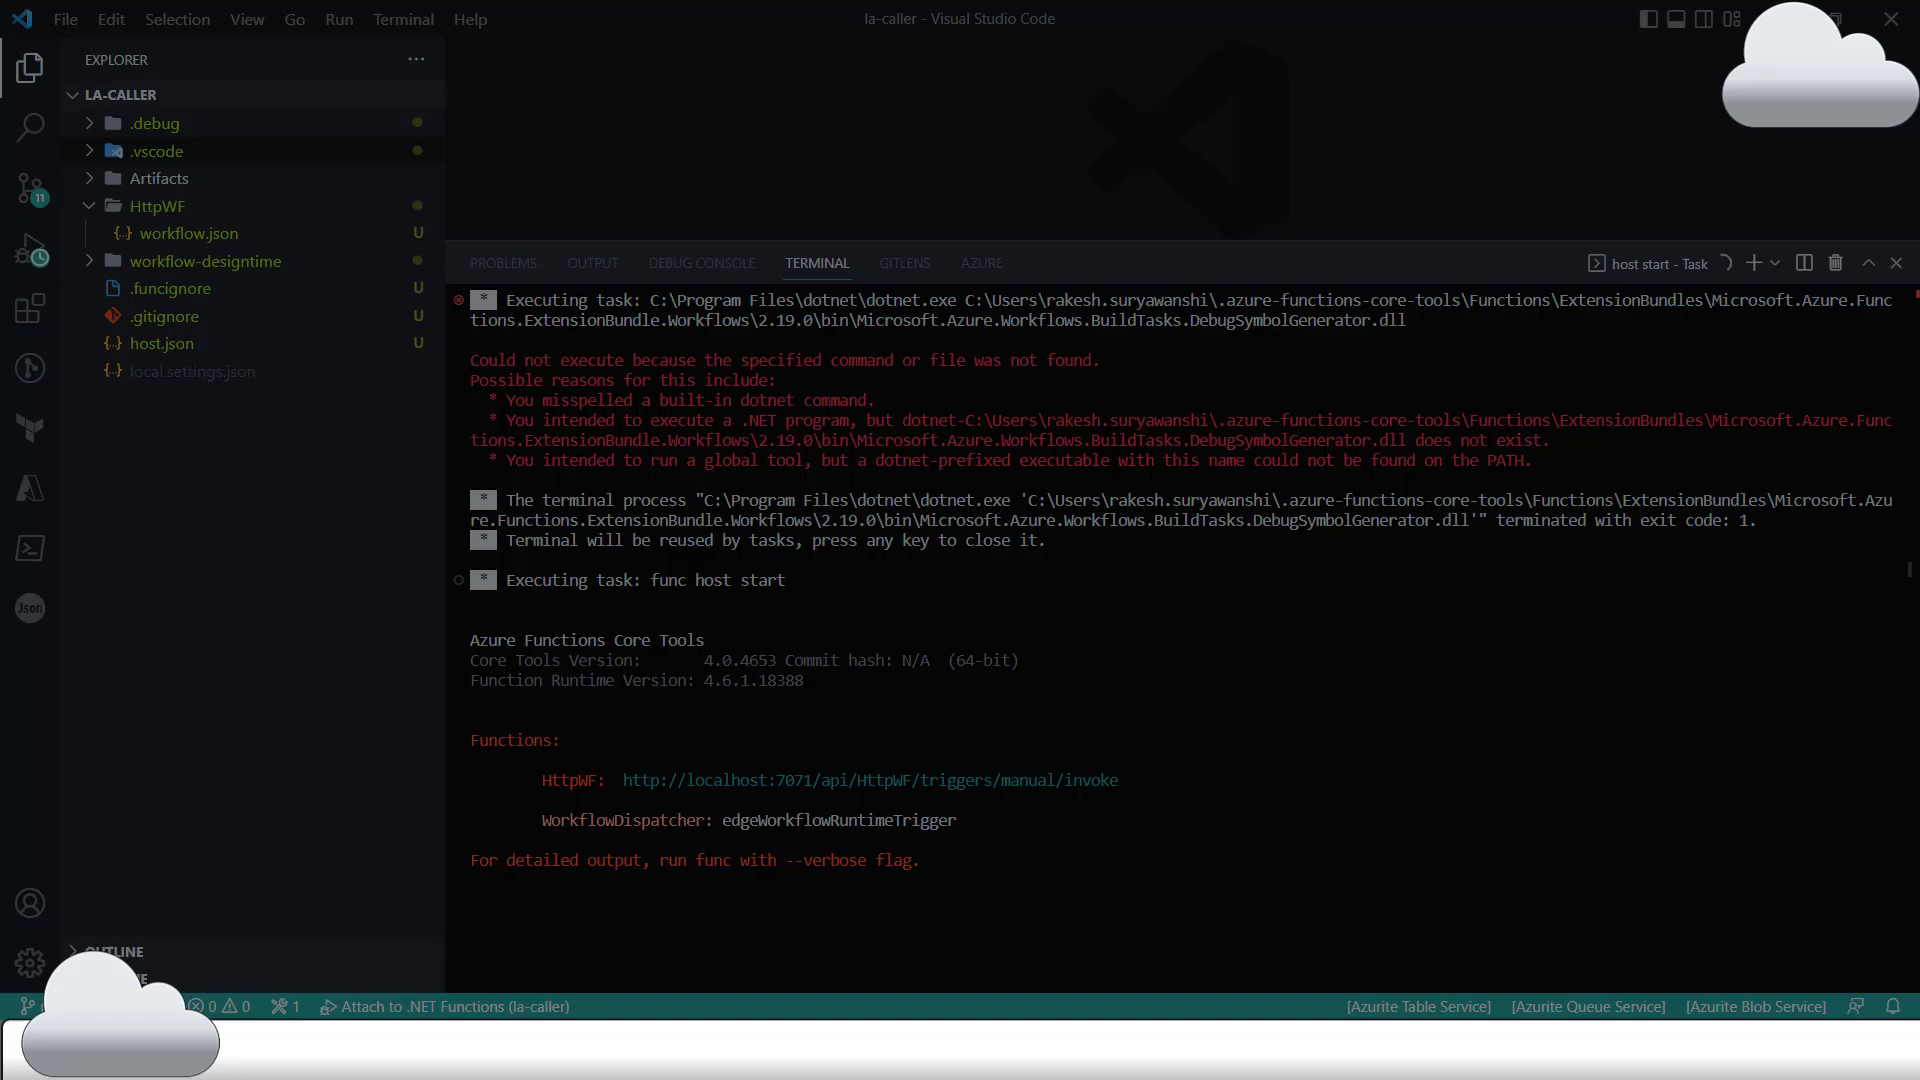 File Edit Selection View Go Run Terminal Help
la-caller - Visual Studio Code
EXPLORER
LA-CALLER
.debug
.vscode
Artifacts
HttpWF
workflow.json U
workflow-designtime
.funcignore U
.gitignore U
host.json U
local.settings.json
11
Json
OUTLINE
PROBLEMS OUTPUT DEBUG CONSOLE TERMINAL GITLENS AZURE
host start - Task
* Executing task: C:\Program Files\dotnet\dotnet.exe C:\Users\rakesh.suryawanshi\.azure-functions-core-tools\Functions\ExtensionBundles\Microsoft.Azure.Func
tions.ExtensionBundle.Workflows\2.19.0\bin\Microsoft.Azure.Workflows.BuildTasks.DebugSymbolGenerator.dll
Could not execute because the specified command or file was not found.
Possible reasons for this include:
* You misspelled a built-in dotnet command.
* You intended to execute a .NET program, but dotnet-C:\Users\rakesh.suryawanshi\.azure-functions-core-tools\Functions\ExtensionBundles\Microsoft.Azure.Func
tions.ExtensionBundle.Workflows\2.19.0\bin\Microsoft.Azure.Workflows.BuildTasks.DebugSymbolGenerator.dll does not exist.
* You intended to run a global tool, but a dotnet-prefixed executable with this name could not be found on the PATH.
* The terminal process "C:\Program Files\dotnet\dotnet.exe 'C:\Users\rakesh.suryawanshi\.azure-functions-core-tools\Functions\ExtensionBundles\Microsoft.Azu
re.Functions.ExtensionBundle.Workflows\2.19.0\bin\Microsoft.Azure.Workflows.BuildTasks.DebugSymbolGenerator.dll'" terminated with exit code: 1.
* Terminal will be reused by tasks, press any key to close it.
* Executing task: func host start
Azure Functions Core Tools
Core Tools Version: 4.0.4653 Commit hash: N/A (64-bit)
Function Runtime Version: 4.6.1.18388
Functions:
HttpWF: http://localhost:7071/api/HttpWF/triggers/manual/invoke
WorkflowDispatcher: edgeWorkflowRuntimeTrigger
For detailed output, run func with --verbose flag.
0 0 1 Attach to .NET Functions (la-caller)
[Azurite Table Service] [Azurite Queue Service] [Azurite Blob Service]